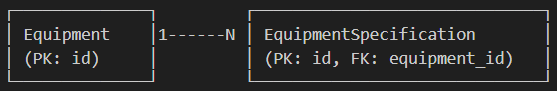 Equipment 1------N EquipmentSpecification
(PK: id) (PK: id, FK: equipment_id)